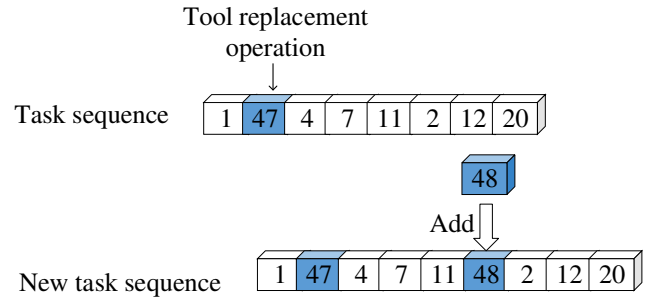 Tool replacement
operation
Task sequence
1 47 4 7 11 2 12 20
48
Add
New task sequence
1 47 4 7 11 48 2 12 20